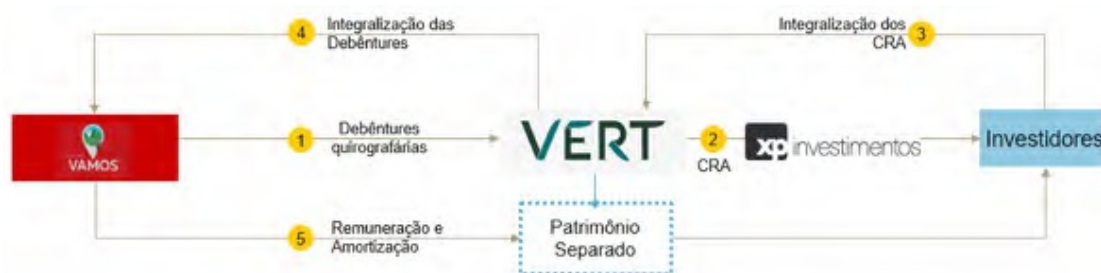 4
Integralização das
Debêntures
Integralização dos
CRA
3
VAMOS
1
Debêntures
quirografárias
VERT
2
CRA
xp investimentos
Investidores
5
Remuneração e
Amortização
Patrimônio
Separado